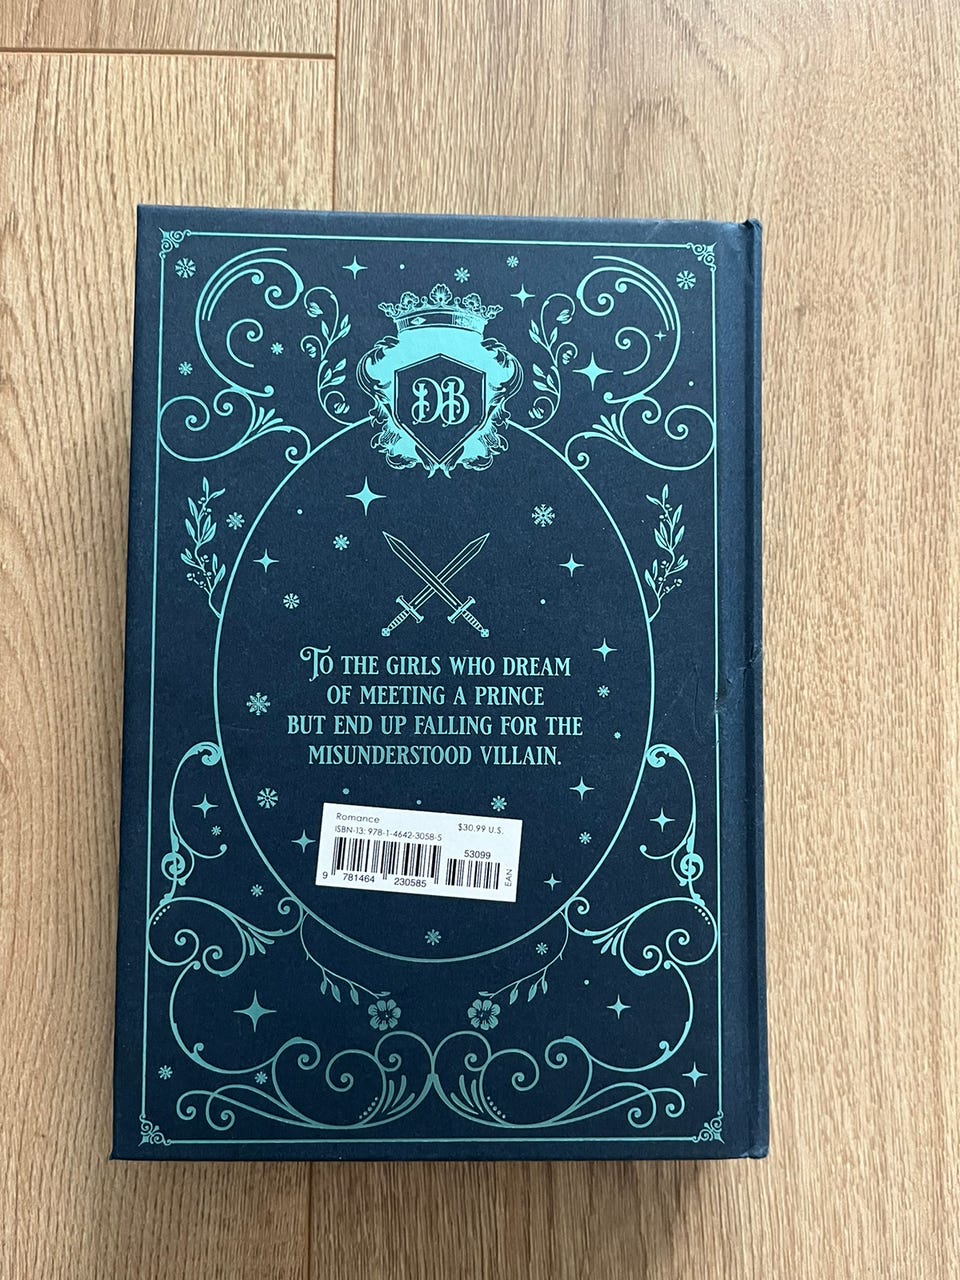 DB
TO THE GIRLS WHO DREAM
OF MEETING A PRINCE
BUT END UP FALLING FOR THE
MISUNDERSTOOD VILLAIN.
Romance $30.99 U.S.
ISBN-13: 978-1-4642-3058-5
53099
9 781464 230585
EAN